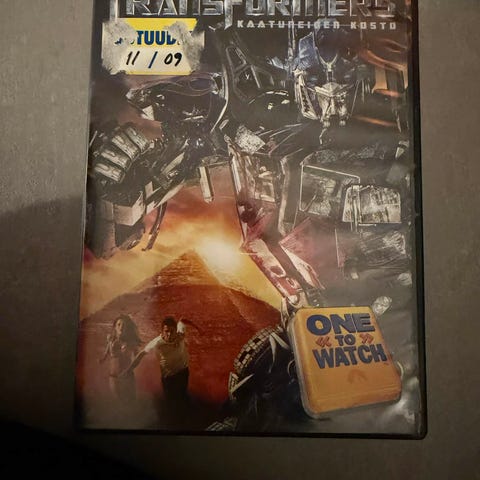 TRANSFORMERS
KAATUNEIDEN KOSTO
11 / 09
ONE
« TO »
WATCH